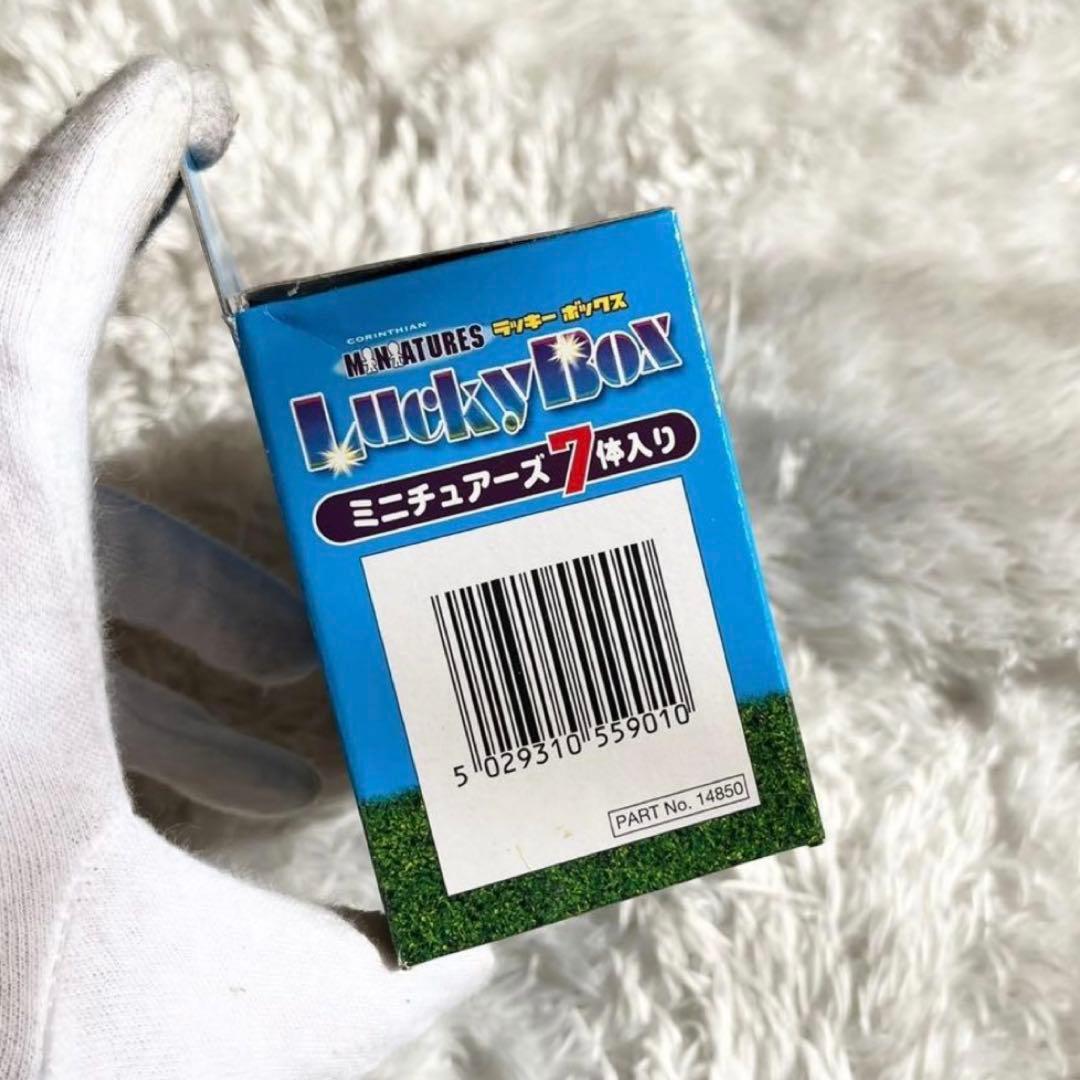 CORINTHIAN
MINIATURES ラッキー ボックス
LuckyBox
ミニチュアーズ7体入り
5 029310 559010
PART No. 14850